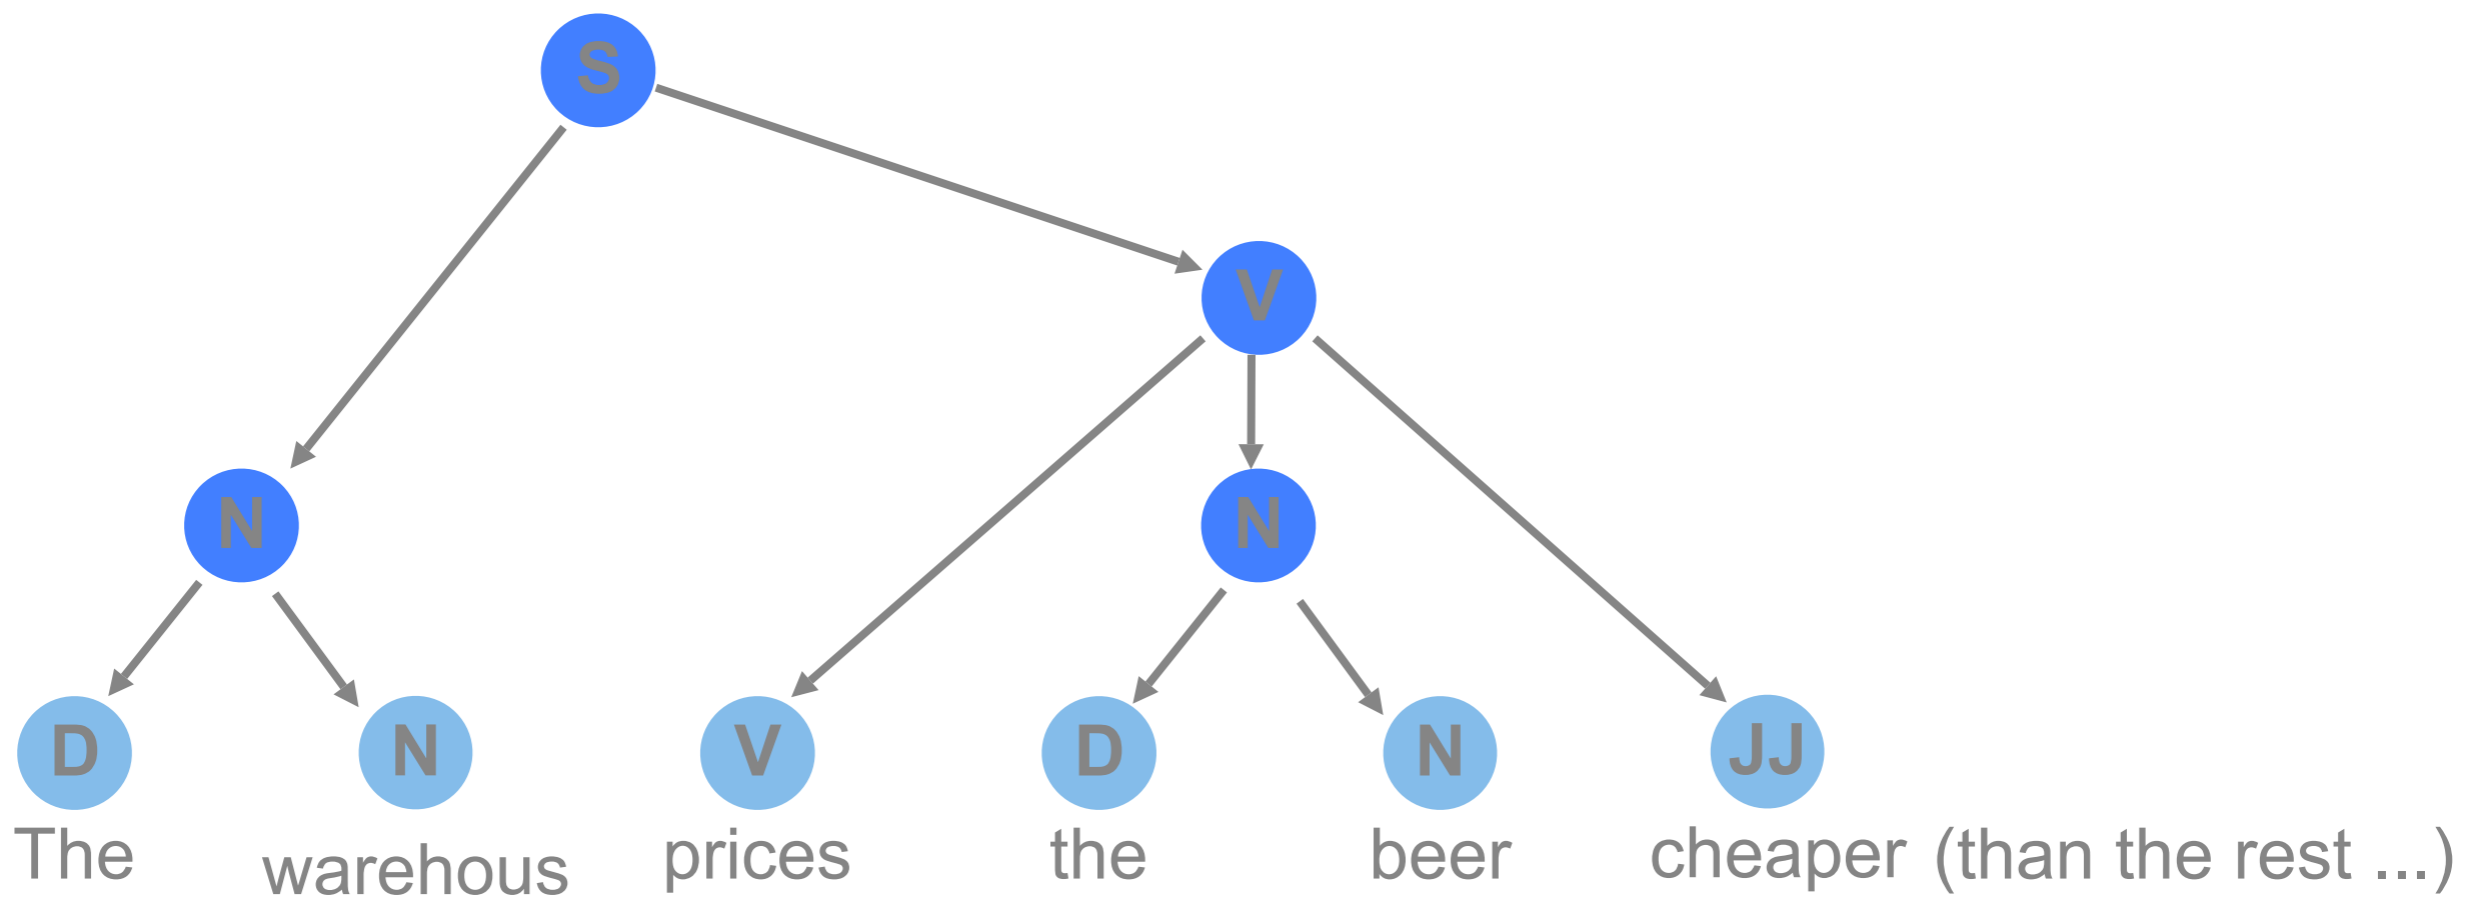 S
V
N N
D N V D N JJ
The warehous prices the beer cheaper (than the rest ...)